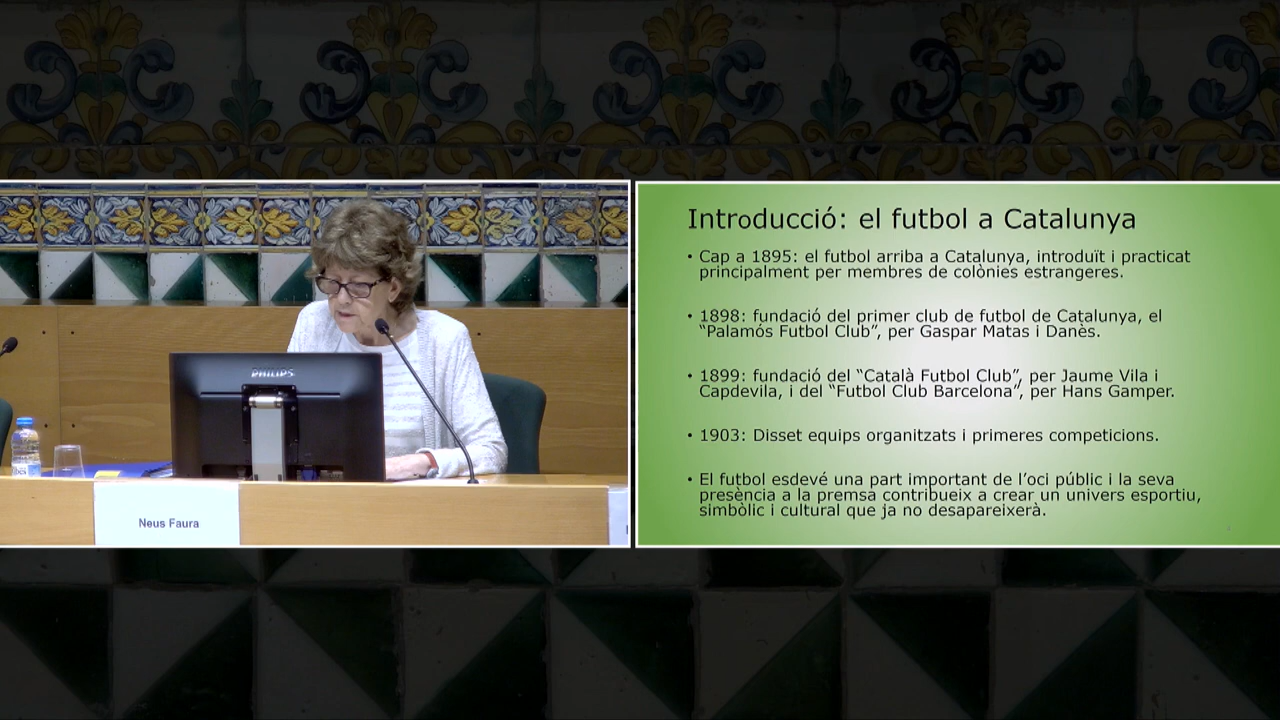 PHILIPS
Neus Faura
Introducció: el futbol a Catalunya
• Cap a 1895: el futbol arriba a Catalunya, introduït i practicat
principalment per membres de colònies estrangeres.
• 1898: fundació del primer club de futbol de Catalunya, el
“Palamós Futbol Club”, per Gaspar Matas i Danès.
• 1899: fundació del “Català Futbol Club”, per Jaume Vila i
Capdevila, i del “Futbol Club Barcelona”, per Hans Gamper.
• 1903: Disset equips organitzats i primeres competicions.
• El futbol esdevé una part important de l’oci públic i la seva
presència a la premsa contribueix a crear un univers esportiu,
simbòlic i cultural que ja no desapareixerà.